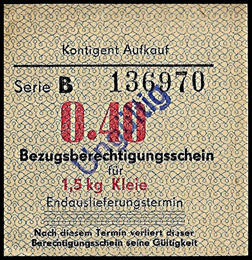 Kontigent Aufkauf
Serie B 136970
0.40
Ungültig
Bezugsberechtigungsschein
für
1,5 kg Kleie
Endauslieferungstermin
Nach diesem Termin verliert dieser
Berechtigungsschein seine Gültigkeit